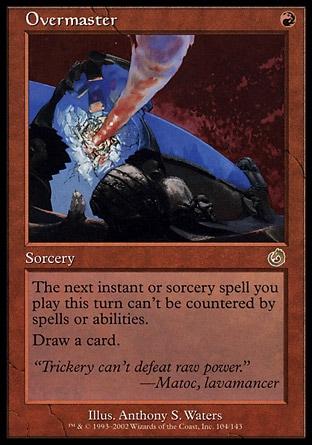 Overmaster
Sorcery
The next instant or sorcery spell you
play this turn can't be countered by
spells or abilities.
Draw a card.
"Trickery can't defeat raw power."
—Matoc, lavamancer
Illus. Anthony S. Waters
™ & © 1993–2002 Wizards of the Coast, Inc. 104/143